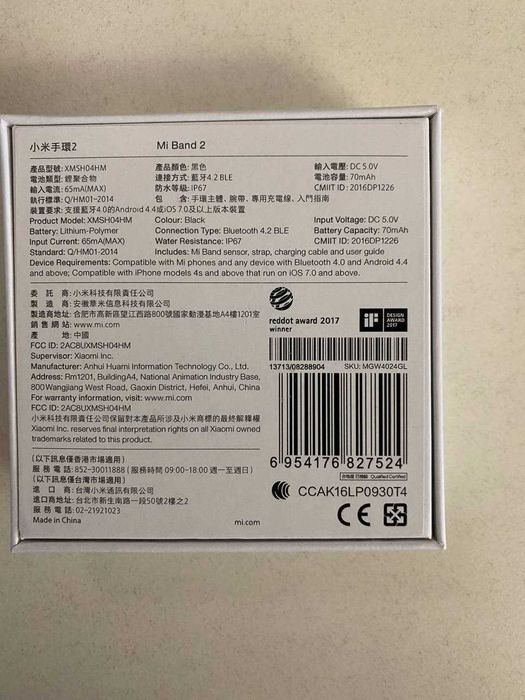 小米手環2 Mi Band 2
產品型號: XMSH04HM 產品顏色: 黑色 輸入電壓: DC 5.0V
電池類型: 鋰聚合物 連接方式: 藍牙4.2 BLE 電池容量: 70mAh
輸入電流: 65mA(MAX) 防水等級: IP67 CMIIT ID: 2016DP1226
執行標準: Q/HM01-2014 包 含: 手環主體、腕帶、專用充電線、入門指南
裝置要求: 支援藍牙4.0的Android 4.4或iOS 7.0及以上版本裝置
Product Model: XMSH04HM Colour: Black Input Voltage: DC 5.0V
Battery: Lithium-Polymer Connection Type: Bluetooth 4.2 BLE Battery Capacity: 70mAh
Input Current: 65mA(MAX) Water Resistance: IP67 CMIIT ID: 2016DP1226
Standard: Q/HM01-2014 Includes: Mi Band sensor, strap, charging cable and user guide
Device Requirements: Compatible with Mi phones and any device with Bluetooth 4.0 and Android 4.4
and above; Compatible with iPhone models 4s and above that run on iOS 7.0 and above.
委 託 商: 小米科技有限責任公司
製 造 商: 安徽華米信息科技有限公司
製造商地址: 合肥市高新區望江西路800號國家動漫基地A4樓1201室
銷售網站: www.mi.com
產 地: 中國
FCC ID: 2AC8UXMSH04HM
Supervisor: Xiaomi Inc.
Manufacturer: Anhui Huami Information Technology Co., Ltd.
Address: Rm1201, BuildingA4, National Animation Industry Base,
800Wangjiang West Road, Gaoxin District, Hefei, Anhui, China
For further information, visit: www.mi.com
FCC ID: 2AC8UXMSH04HM
小米科技有限責任公司保留對本產品所涉及小米商標的最終解釋權
Xiaomi Inc. reserves final interpretation rights on all Xiaomi owned
trademarks related to this product.
(以下訊息僅香港市場適用)
服務電話: 852-30011888 (服務時間 09:00-18:00 週一至週日)
(以下訊息僅台灣市場適用)
進 口 商: 台灣小米通訊有限公司
進口商地址: 台北市新生南路一段50號2樓之2
服務電話: 02-21921023
Made in China
mi.com
reddot award 2017
winner
iF
DESIGN
AWARD
2017
13713/08288904 SKU: MGW4024GL
6 954176 827524
合格證 已檢驗 Qualified Certified
CCAK16LP0930T4
CE